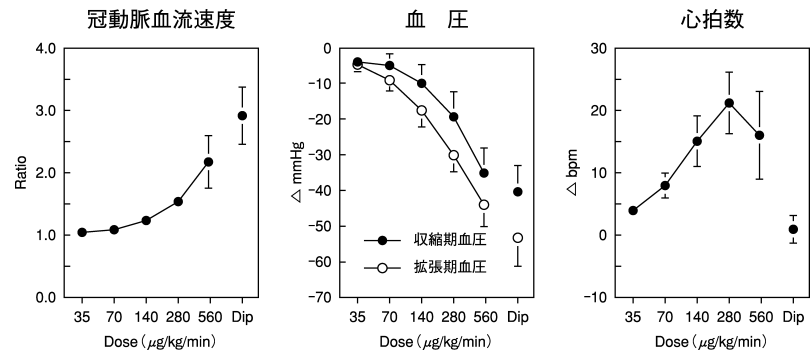 冠動脈血流速度
4.0
3.0
2.0
1.0
0.0
Ratio
35 70 140 280 560 Dip
Dose (μg/kg/min)
血 圧
0
−10
−20
−30
−40
−50
−60
−70
△ mmHg
収縮期血圧
拡張期血圧
35 70 140 280 560 Dip
Dose (μg/kg/min)
心拍数
30
20
10
0
−10
△ bpm
35 70 140 280 560 Dip
Dose (μg/kg/min)